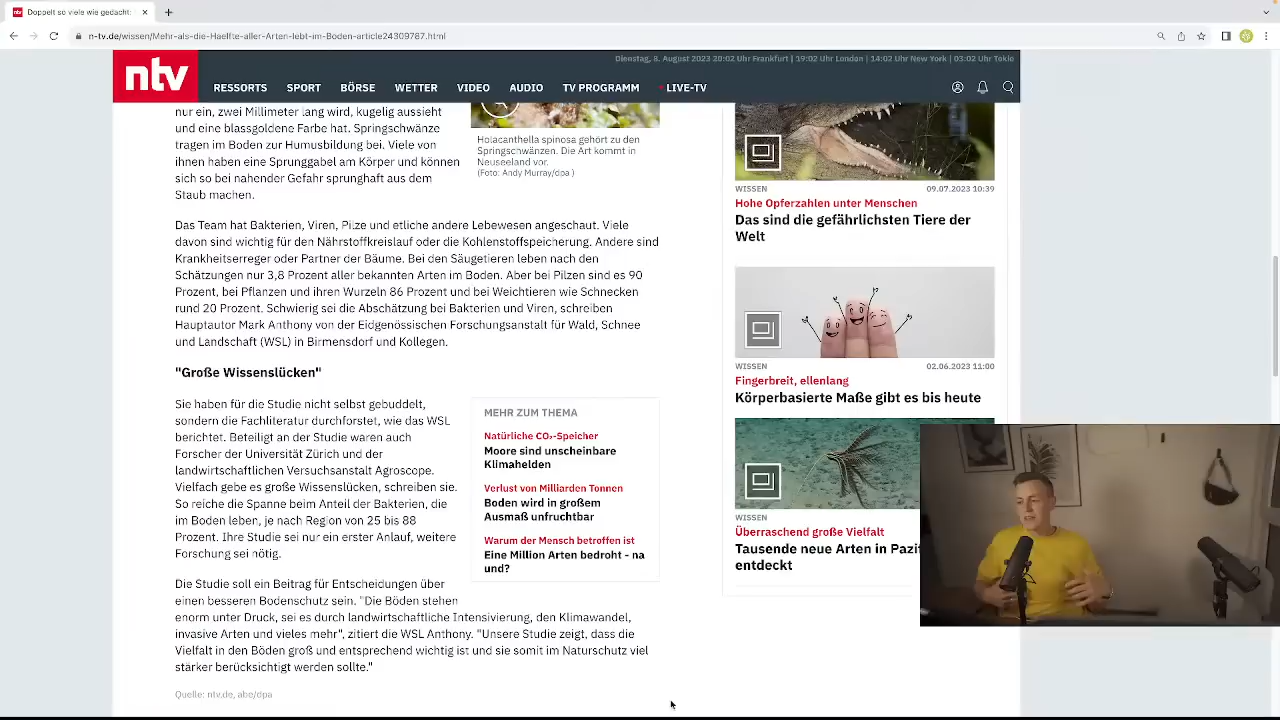 Doppelt so viele wie gedacht:
n-tv.de/wissen/Mehr-als-die-Haelfte-aller-Arten-lebt-im-Boden-article24309787.html
ntv
Dienstag, 8. August 2023 20:02 Uhr Frankfurt | 19:02 Uhr London | 14:02 Uhr New York | 03:02 Uhr Tokio
RESSORTS SPORT BÖRSE WETTER VIDEO AUDIO TV PROGRAMM LIVE-TV
nur ein, zwei Millimeter lang wird, kugelig aussieht
und eine blassgoldene Farbe hat. Springschwänze
tragen im Boden zur Humusbildung bei. Viele von
ihnen haben eine Sprunggabel am Körper und können
sich so bei nahender Gefahr sprunghaft aus dem
Staub machen.
Holacanthella spinosa gehört zu den
Springschwänzen. Die Art kommt in
Neuseeland vor.
(Foto: Andy Murray/dpa )
Das Team hat Bakterien, Viren, Pilze und etliche andere Lebewesen angeschaut. Viele
davon sind wichtig für den Nährstoffkreislauf oder die Kohlenstoffspeicherung. Andere sind
Krankheitserreger oder Partner der Bäume. Bei den Säugetieren leben nach den
Schätzungen nur 3,8 Prozent aller bekannten Arten im Boden. Aber bei Pilzen sind es 90
Prozent, bei Pflanzen und ihren Wurzeln 86 Prozent und bei Weichtieren wie Schnecken
rund 20 Prozent. Schwierig sei die Abschätzung bei Bakterien und Viren, schreiben
Hauptautor Mark Anthony von der Eidgenössischen Forschungsanstalt für Wald, Schnee
und Landschaft (WSL) in Birmensdorf und Kollegen.
"Große Wissenslücken"
Sie haben für die Studie nicht selbst gebuddelt,
sondern die Fachliteratur durchforstet, wie das WSL
berichtet. Beteiligt an der Studie waren auch
Forscher der Universität Zürich und der
landwirtschaftlichen Versuchsanstalt Agroscope.
Vielfach gebe es große Wissenslücken, schreiben sie.
So reiche die Spanne beim Anteil der Bakterien, die
im Boden leben, je nach Region von 25 bis 88
Prozent. Ihre Studie sei nur ein erster Anlauf, weitere
Forschung sei nötig.
MEHR ZUM THEMA
Natürliche CO₂-Speicher
Moore sind unscheinbare
Klimahelden
Verlust von Milliarden Tonnen
Boden wird in großem
Ausmaß unfruchtbar
Warum der Mensch betroffen ist
Eine Million Arten bedroht - na
und?
Die Studie soll ein Beitrag für Entscheidungen über
einen besseren Bodenschutz sein. "Die Böden stehen
enorm unter Druck, sei es durch landwirtschaftliche Intensivierung, den Klimawandel,
invasive Arten und vieles mehr", zitiert die WSL Anthony. "Unsere Studie zeigt, dass die
Vielfalt in den Böden groß und entsprechend wichtig ist und sie somit im Naturschutz viel
stärker berücksichtigt werden sollte."
Quelle: ntv.de, abe/dpa
WISSEN 09.07.2023 10:39
Hohe Opferzahlen unter Menschen
Das sind die gefährlichsten Tiere der
Welt
WISSEN 02.06.2023 11:00
Fingerbreit, ellenlang
Körperbasierte Maße gibt es bis heute
WISSEN
Überraschend große Vielfalt
Tausende neue Arten in Pazi
entdeckt